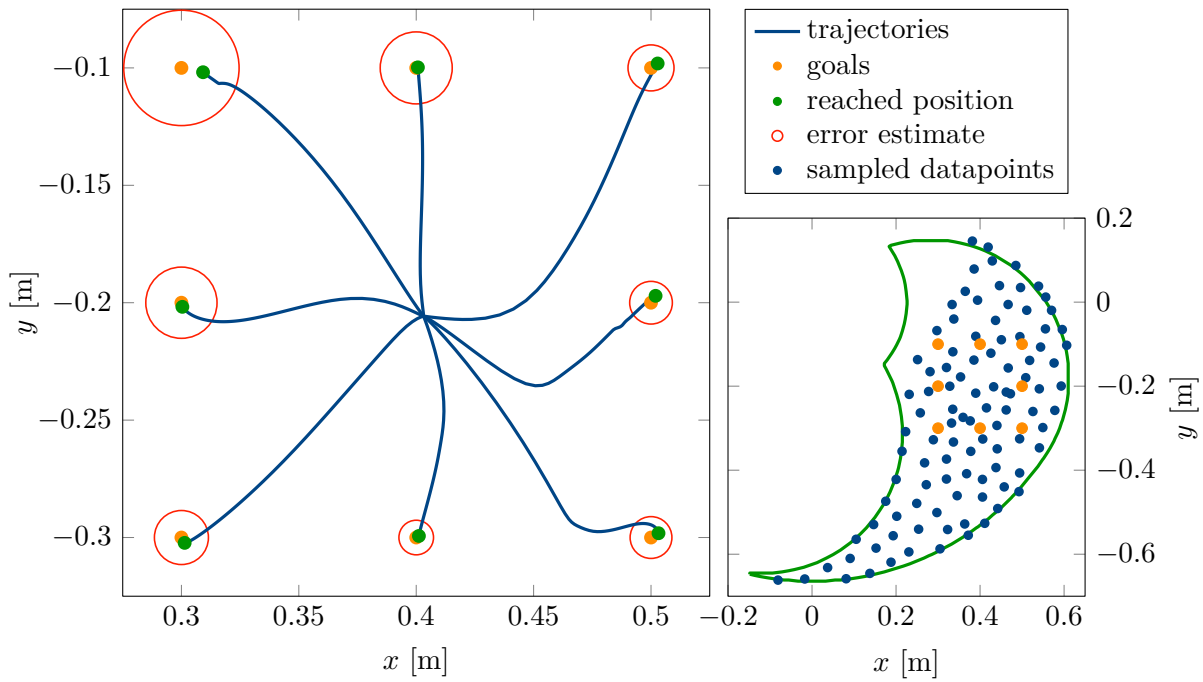 −0.1
−0.15
−0.2
−0.25
−0.3
y [m]
0.3
0.35
0.4
0.45
0.5
x [m]
trajectories
goals
reached position
error estimate
sampled datapoints
0.2
0
−0.2
−0.4
−0.6
y [m]
−0.2
0
0.2
0.4
0.6
x [m]